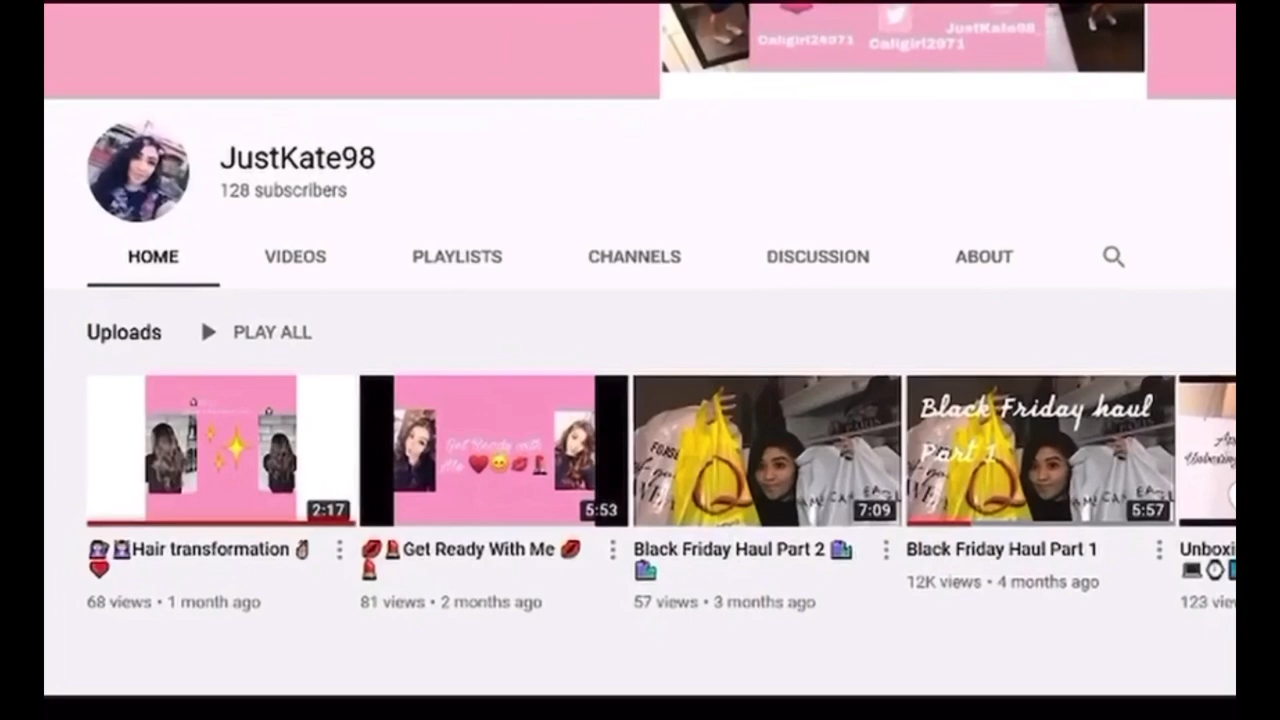 Caligirl2971
JustKate98
JustKate98
128 subscribers
HOME
VIDEOS
PLAYLISTS
CHANNELS
DISCUSSION
ABOUT
Uploads
PLAY ALL
Get Ready with
Me
Black Friday haul
Part 1
2:17
5:53
7:09
5:57
Hair transformation
68 views • 1 month ago
Get Ready With Me
81 views • 2 months ago
Black Friday Haul Part 2
57 views • 3 months ago
Black Friday Haul Part 1
12K views • 4 months ago
Unboxi
123 vie